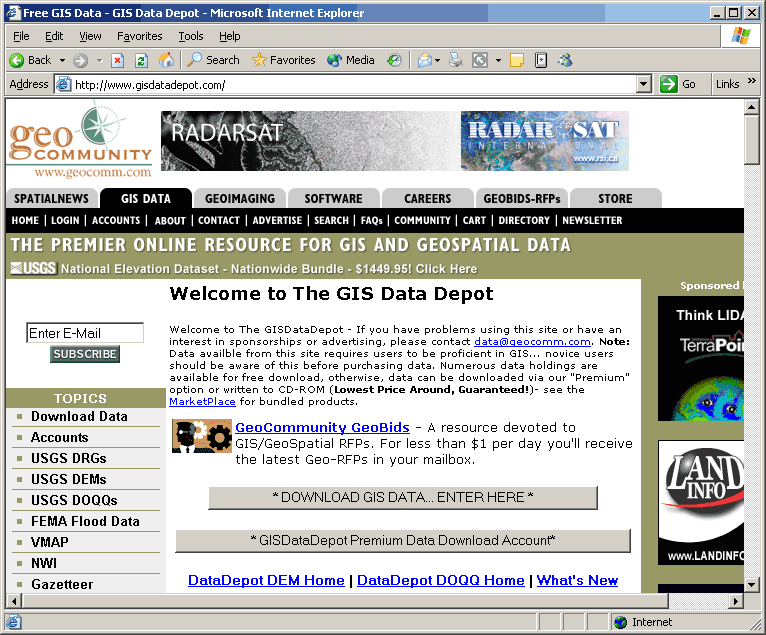 Free GIS Data - GIS Data Depot - Microsoft Internet Explorer
File Edit View Favorites Tools Help
Back Search Favorites Media
Address http://www.gisdatadepot.com/ Go Links »
geo COMMUNITY
www.geocomm.com
RADARSAT
RADARSAT
INTERNATIONAL
www.rsi.ca
SPATIALNEWS GIS DATA GEOIMAGING SOFTWARE CAREERS GEOBIDS-RFPs STORE
HOME | LOGIN | ACCOUNTS | ABOUT | CONTACT | ADVERTISE | SEARCH | FAQs | COMMUNITY | CART | DIRECTORY | NEWSLETTER
THE PREMIER ONLINE RESOURCE FOR GIS AND GEOSPATIAL DATA
USGS National Elevation Dataset - Nationwide Bundle - $1449.95! Click Here
Enter E-Mail
SUBSCRIBE
TOPICS
Download Data
Accounts
USGS DRGs
USGS DEMs
USGS DOQQs
FEMA Flood Data
VMAP
NWI
Gazetteer
Welcome to The GIS Data Depot
Welcome to The GISDataDepot - If you have problems using this site or have an
interest in sponsorships or advertising, please contact data@geocomm.com. Note:
Data availble from this site requires users to be proficient in GIS... novice users
should be aware of this before purchasing data. Numerous data holdings are
available for free download, otherwise, data can be downloaded via our "Premium"
option or written to CD-ROM (Lowest Price Around, Guaranteed!)- see the
MarketPlace for bundled products.
GeoCommunity GeoBids - A resource devoted to
GIS/GeoSpatial RFPs. For less than $1 per day you'll receive
the latest Geo-RFPs in your mailbox.
* DOWNLOAD GIS DATA... ENTER HERE *
* GISDataDepot Premium Data Download Account*
DataDepot DEM Home | DataDepot DOQQ Home | What's New
Sponsored
Think LIDA
TerraPoin
LAND
INFO
www.LANDINFO
Internet